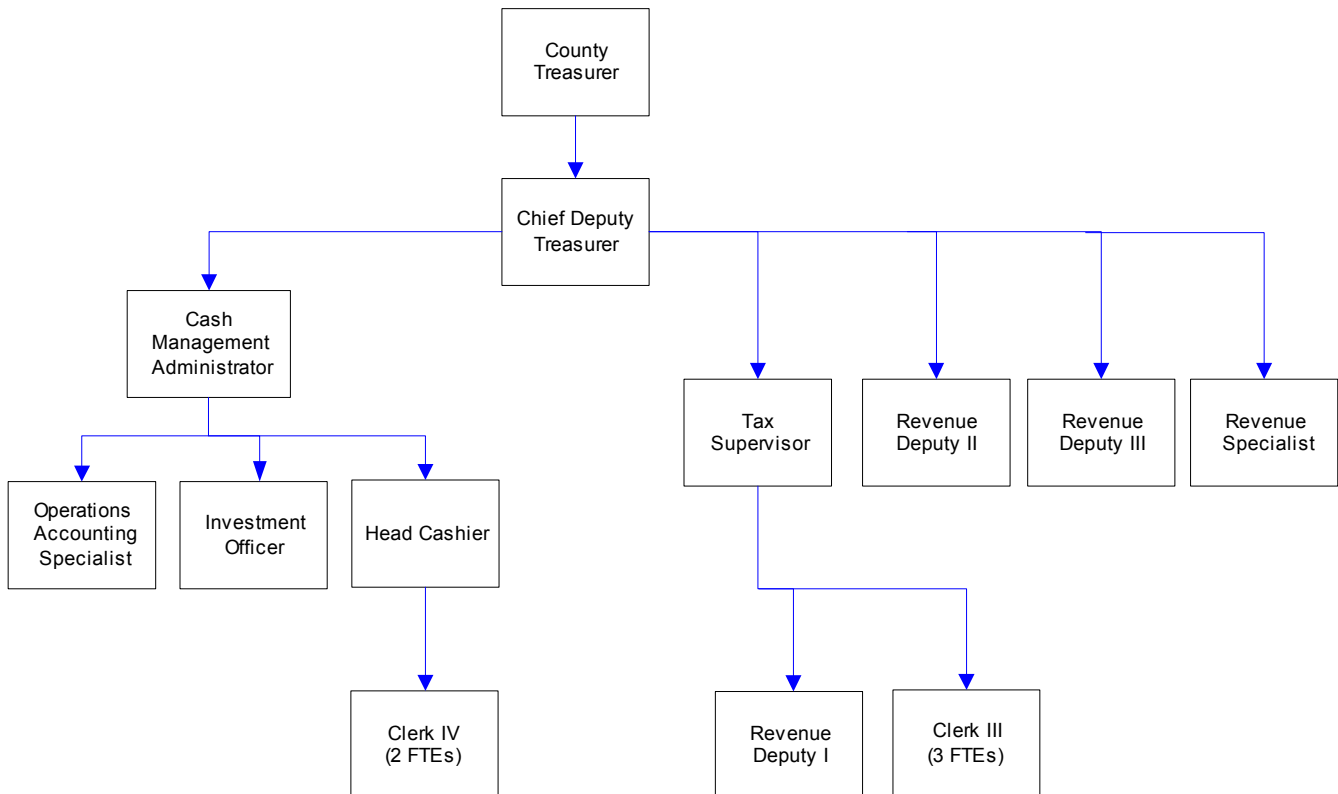 County
Treasurer
Chief Deputy
Treasurer
Cash
Management
Administrator
Tax
Supervisor
Revenue
Deputy II
Revenue
Deputy III
Revenue
Specialist
Operations
Accounting
Specialist
Investment
Officer
Head Cashier
Clerk IV
(2 FTEs)
Revenue
Deputy I
Clerk III
(3 FTEs)